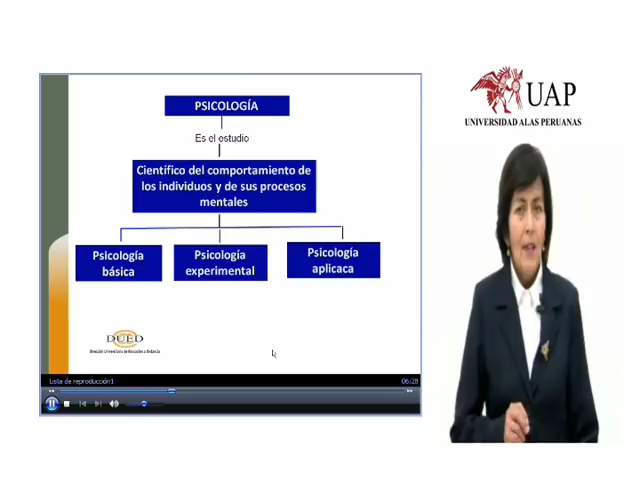 PSICOLOGÍA
Es el estudio
Científico del comportamiento de
los individuos y de sus procesos
mentales
Psicología
básica
Psicología
experimental
Psicología
aplicaca
DUED
Dirección Universitaria de Educación a Distancia
Lista de reproducción1
06:28
UAP
UNIVERSIDAD ALAS PERUANAS